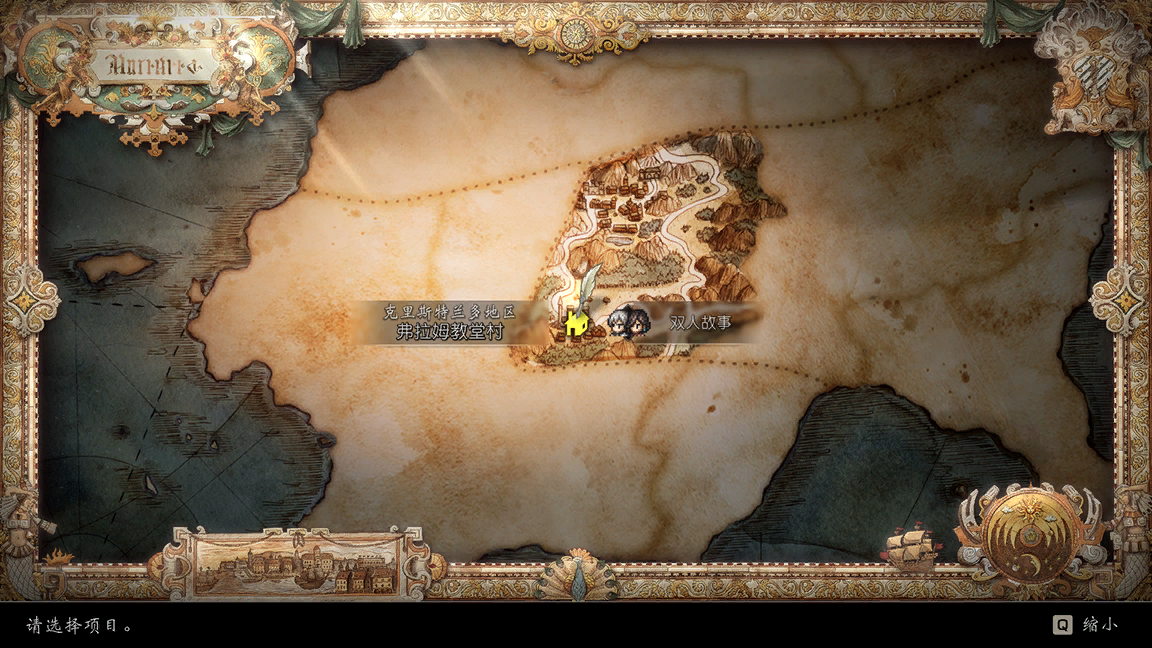 克里斯特兰多地区
弗拉姆教堂村
双人故事
请选择项目。
Q 缩小